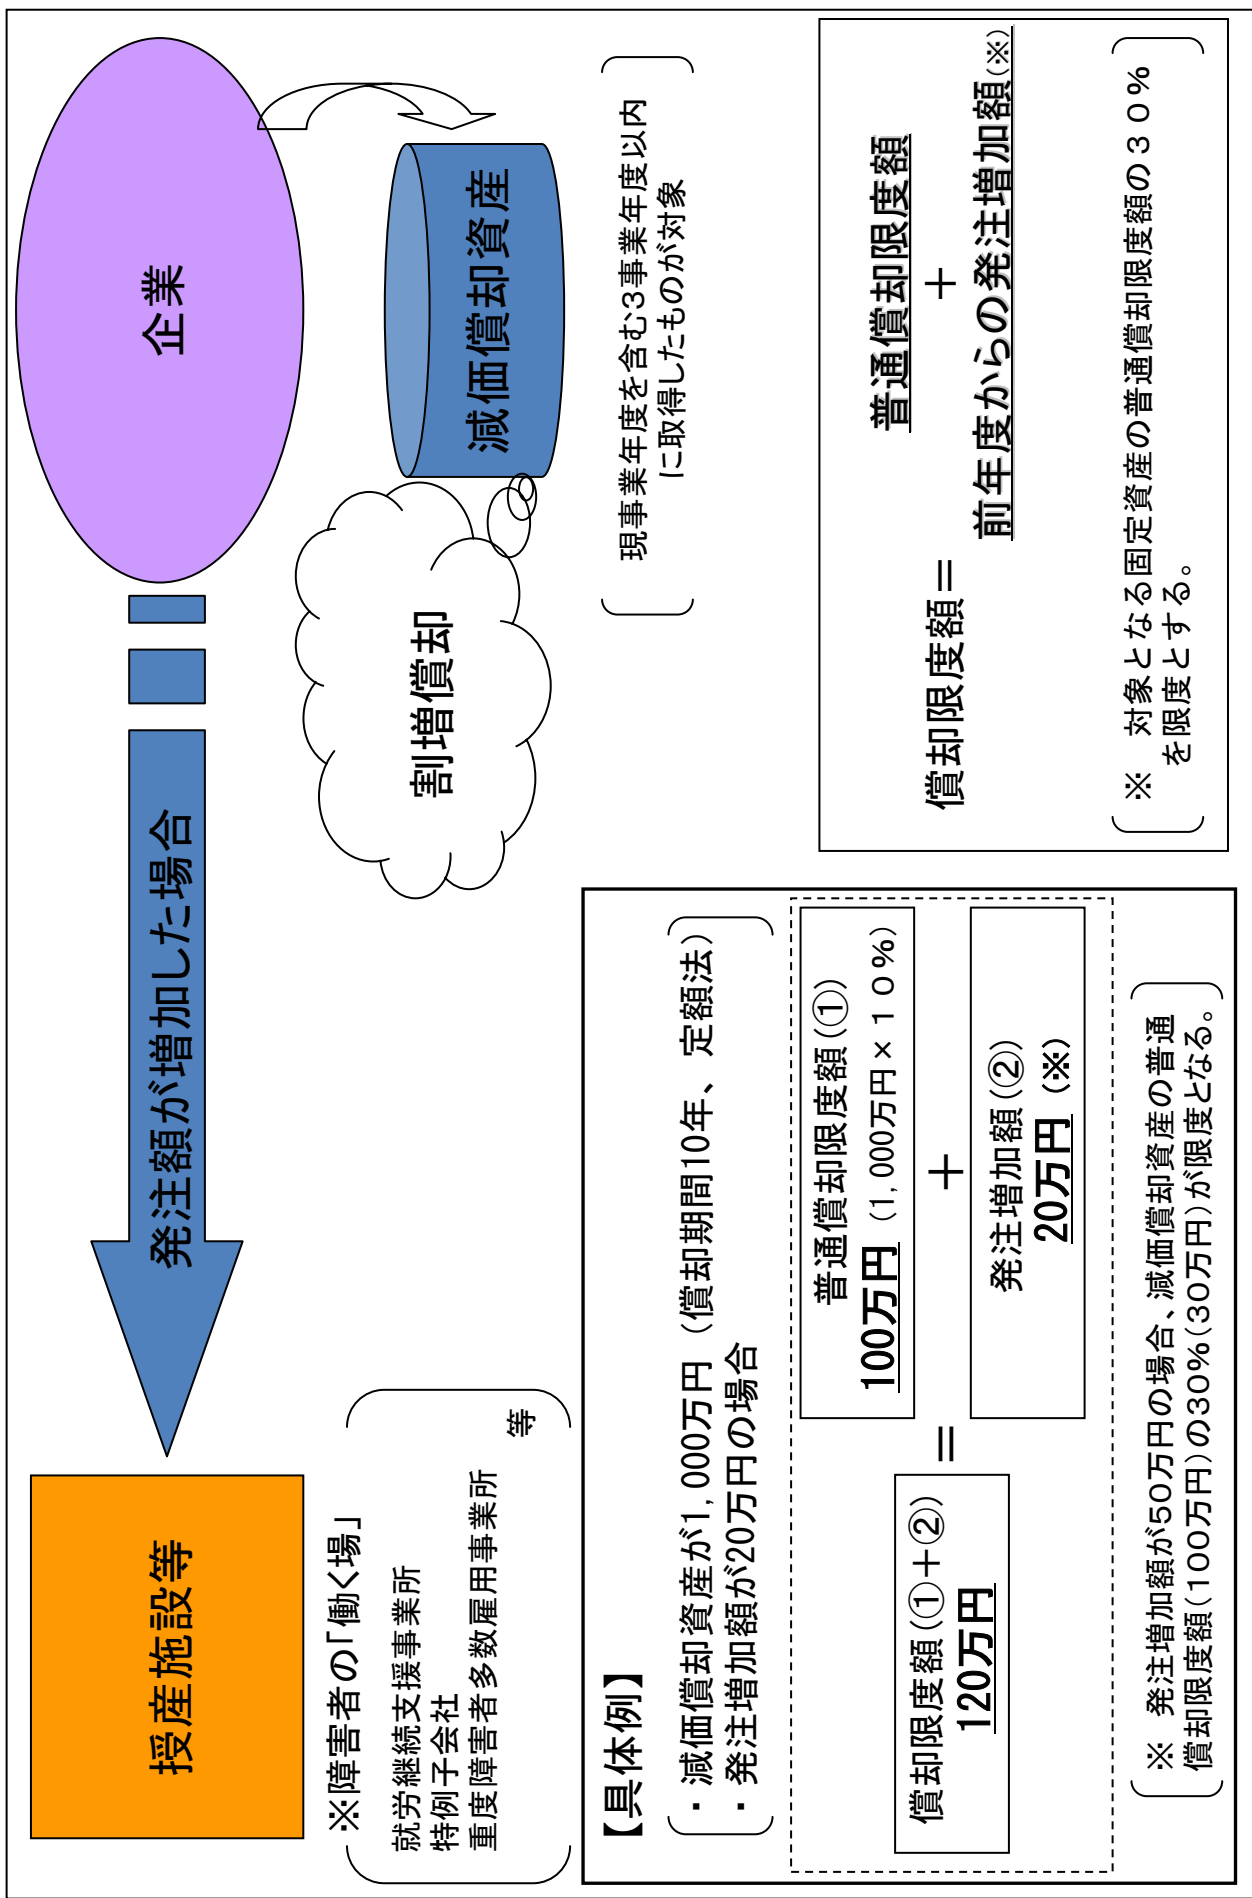 企業
発注額が増加した場合
授産施設等
減価償却資産
割増償却
※障害者の「働く場」
就労継続支援事業所
特例子会社
重度障害者多数雇用事業所
等
現事業年度を含む3事業年度以内
に取得したものが対象
償却限度額＝
普通償却限度額
＋
前年度からの発注増加額(※)
※　対象となる固定資産の普通償却限度額の３０％
を限度とする。
【具体例】
・減価償却資産が1,000万円（償却期間10年、定額法）
・発注増加額が20万円の場合
償却限度額(①＋②)
120万円
＝
普通償却限度額(①)
100万円（1,000万円×１０％）
＋
発注増加額(②)
20万円（※）
※　発注増加額が50万円の場合、減価償却資産の普通
償却限度額(100万円)の30％(30万円)が限度となる。